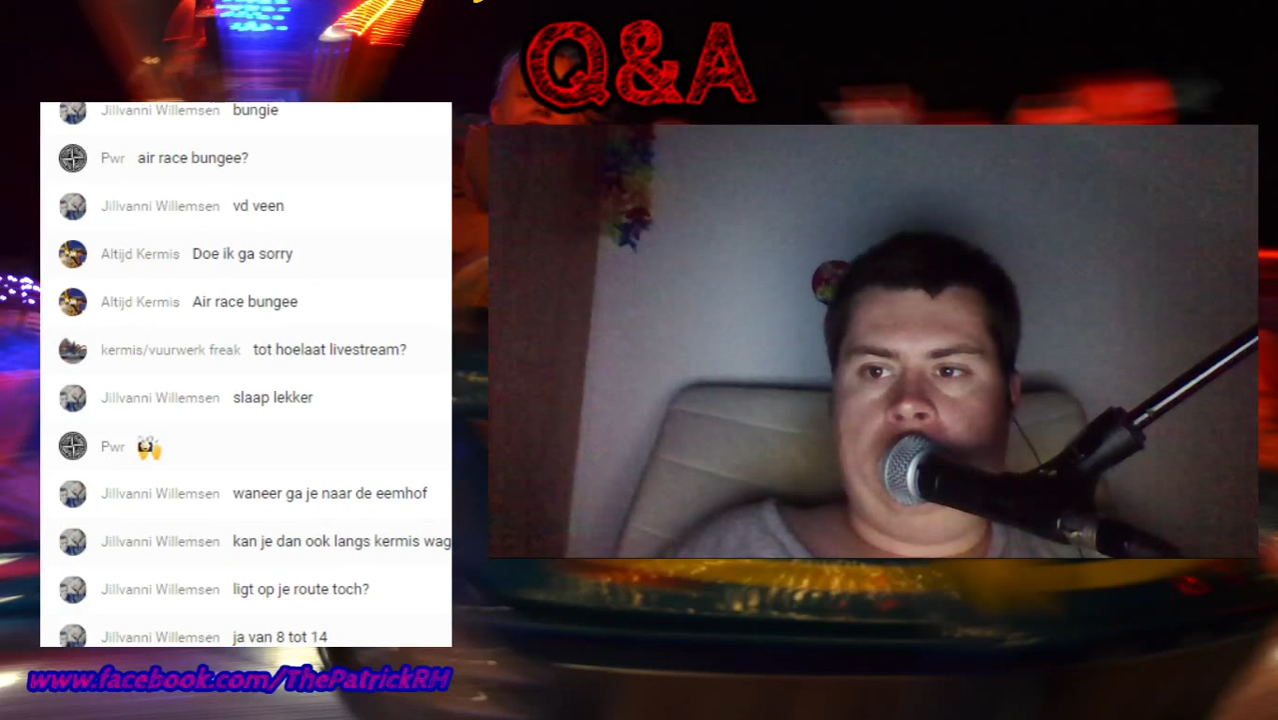 Q&A
Jillvanni Willemsen bungie
Pwr air race bungee?
Jillvanni Willemsen vd veen
Altijd Kermis Doe ik ga sorry
Altijd Kermis Air race bungee
kermis/vuurwerk freak tot hoelaat livestream?
Jillvanni Willemsen slaap lekker
Pwr
Jillvanni Willemsen waneer ga je naar de eemhof
Jillvanni Willemsen kan je dan ook langs kermis wag
Jillvanni Willemsen ligt op je route toch?
Jillvanni Willemsen ja van 8 tot 14
www.facebook.com/ThePatrickRH